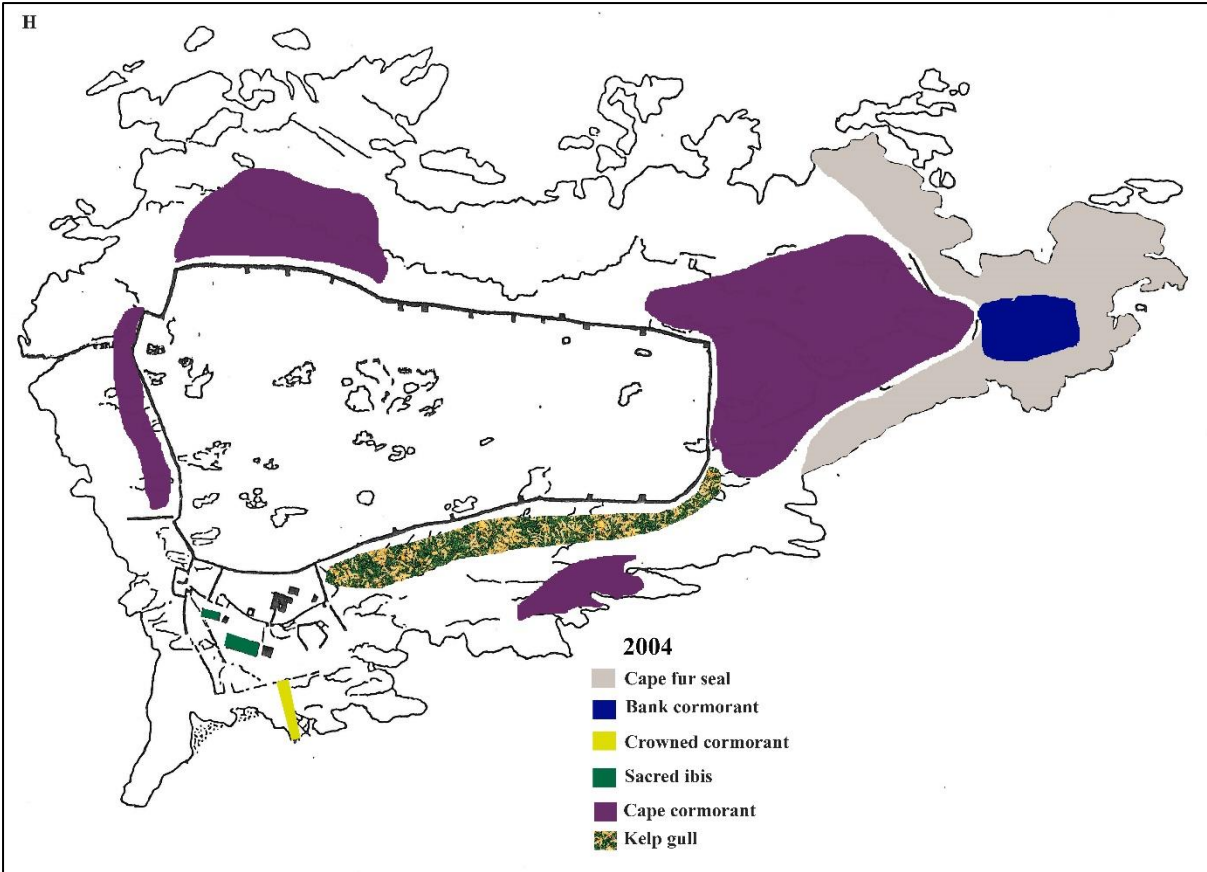 H
2004
Cape fur seal
Bank cormorant
Crowned cormorant
Sacred ibis
Cape cormorant
Kelp gull